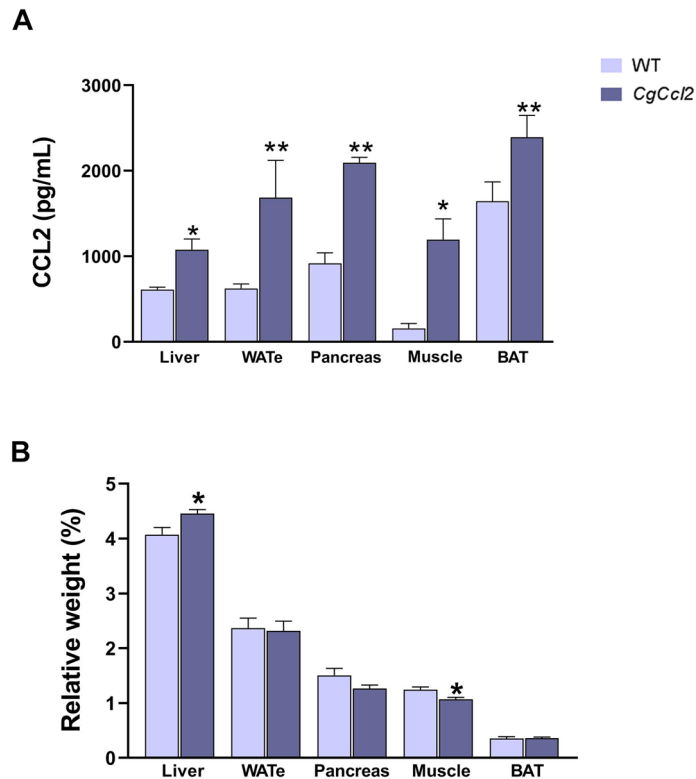 A
WT
CgCcl2
CCL2 (pg/mL)
3000
2000
1000
0
*
**
**
*
**
Liver WATe Pancreas Muscle BAT
B
Relative weight (%)
5
4
3
2
1
0
*
*
Liver WATe Pancreas Muscle BAT